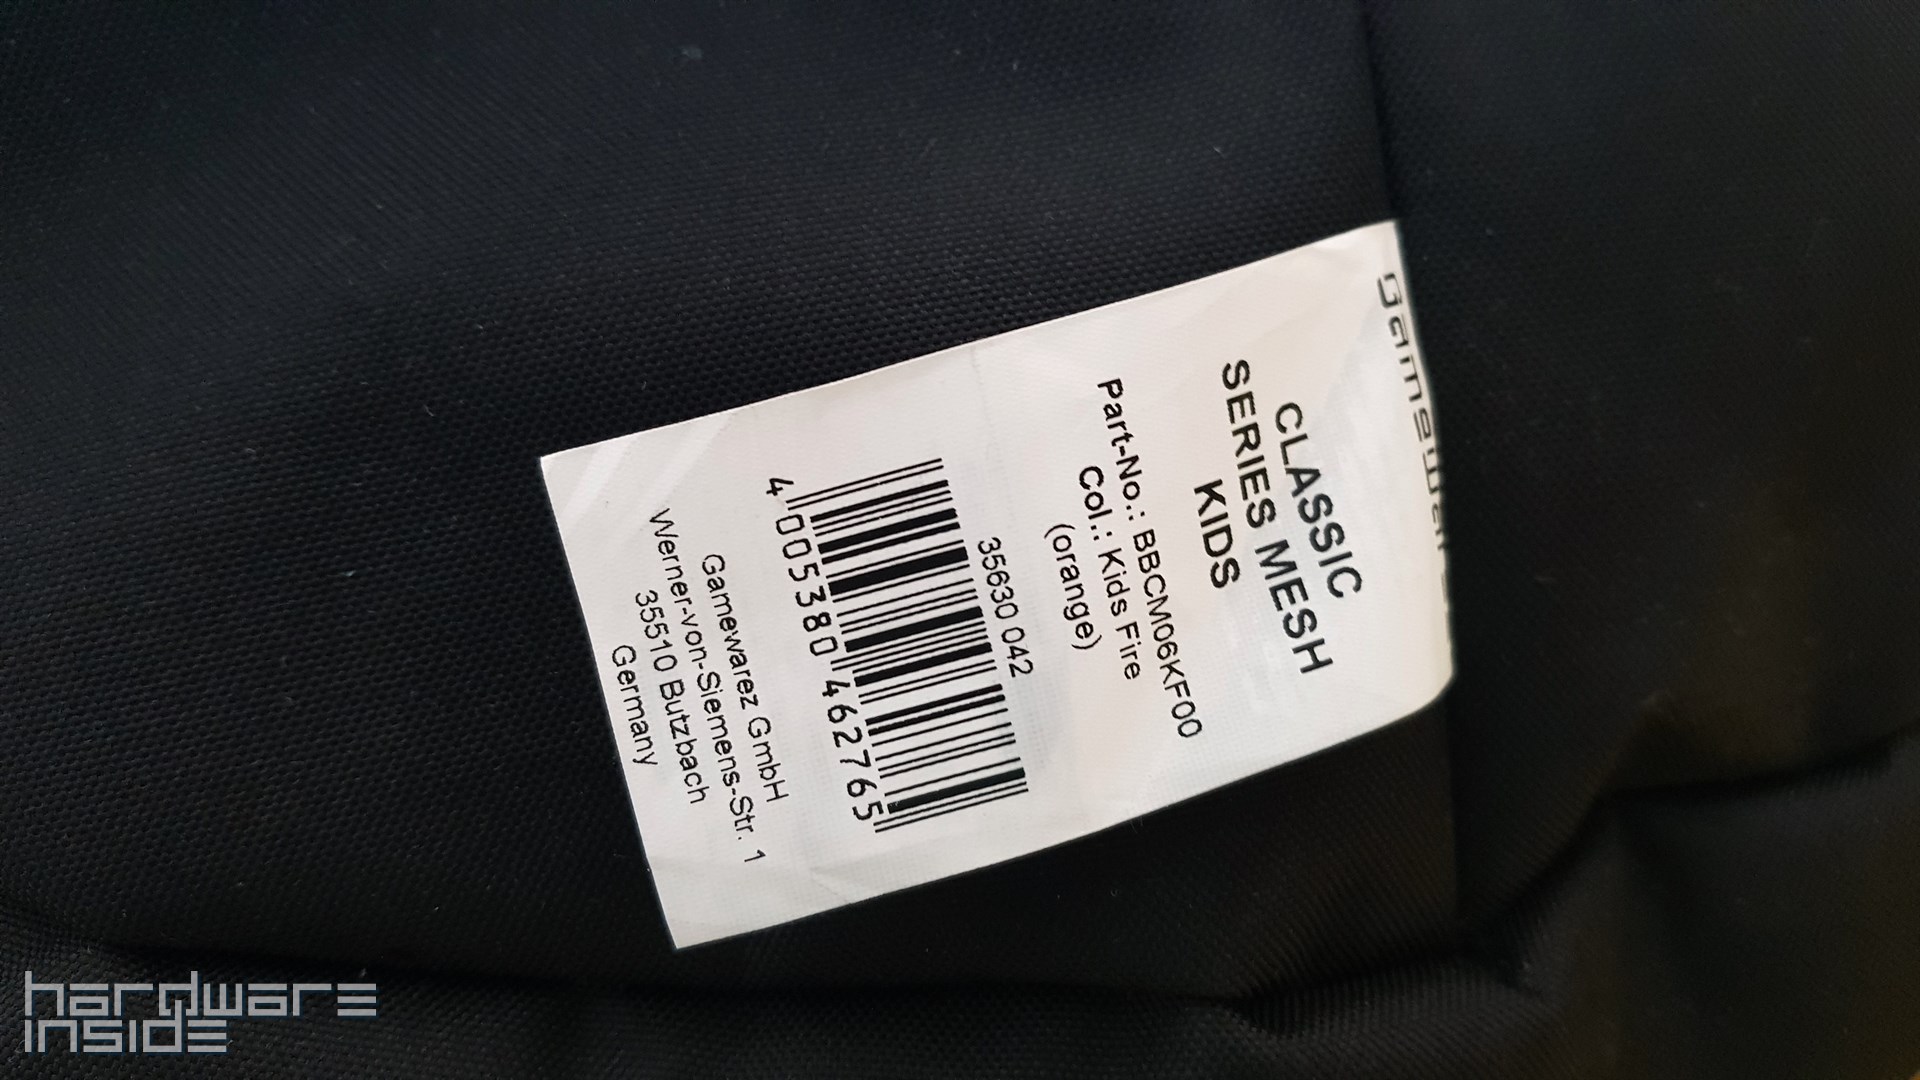 gamewarez
CLASSIC
SERIES MESH
KIDS
Part-No.: BBCM06KF00
Col.: Kids Fire
(orange)
35630 042
4 005380 462765
Gamewarez GmbH
Werner-von-Siemens-Str. 1
35510 Butzbach
Germany
hardware
inside